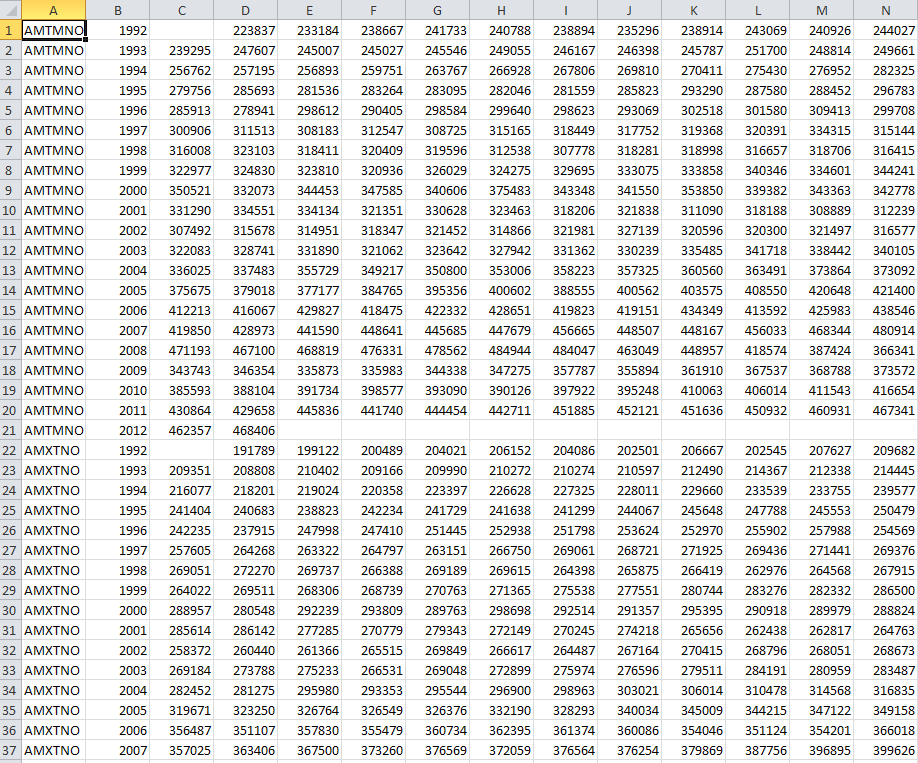 A B C D E F G H I J K L M N
1 AMTMNO 1992 223837 233184 238667 241733 240788 238894 235296 238914 243069 240926 244027
2 AMTMNO 1993 239295 247607 245007 245027 245546 249055 246167 246398 245787 251700 248814 249661
3 AMTMNO 1994 256762 257195 256893 259751 263767 266928 267806 269810 270411 275430 276952 282325
4 AMTMNO 1995 279756 285693 281536 283264 283095 282046 281559 285823 293290 287580 288452 296783
5 AMTMNO 1996 285913 278941 298612 290405 298584 299640 298623 293069 302518 301580 309413 299708
6 AMTMNO 1997 300906 311513 308183 312547 308725 315165 318449 317752 319368 320391 334315 315144
7 AMTMNO 1998 316008 323103 318411 320409 319596 312538 307778 318281 318998 316657 318706 316415
8 AMTMNO 1999 322977 324830 323810 320936 326029 324275 329695 333075 333858 340346 334601 344241
9 AMTMNO 2000 350521 332073 344453 347585 340606 375483 343348 341550 353850 339382 343363 342778
10 AMTMNO 2001 331290 334551 334134 321351 330628 323463 318206 321838 311090 318188 308889 312239
11 AMTMNO 2002 307492 315678 314951 318347 321452 314866 321981 327139 320596 320300 321497 316577
12 AMTMNO 2003 322083 328741 331890 321062 323642 327942 331362 330239 335485 341718 338442 340105
13 AMTMNO 2004 336025 337483 355729 349217 350800 353006 358223 357325 360560 363491 373864 373092
14 AMTMNO 2005 375675 379018 377177 384765 395356 400602 388555 400562 403575 408550 420648 421400
15 AMTMNO 2006 412213 416067 429827 418475 422332 428651 419823 419151 434349 413592 425983 438546
16 AMTMNO 2007 419850 428973 441590 448641 445685 447679 456665 448507 448167 456033 468344 480914
17 AMTMNO 2008 471193 467100 468819 476331 478562 484944 484047 463049 448957 418574 387424 366341
18 AMTMNO 2009 343743 346354 335873 335983 344338 347275 357787 355894 361910 367537 368788 373572
19 AMTMNO 2010 385593 388104 391734 398577 393090 390126 397922 395248 410063 406014 411543 416654
20 AMTMNO 2011 430864 429658 445836 441740 444454 442711 451885 452121 451636 450932 460931 467341
21 AMTMNO 2012 462357 468406
22 AMXTNO 1992 191789 199122 200489 204021 206152 204086 202501 206667 202545 207627 209682
23 AMXTNO 1993 209351 208808 210402 209166 209990 210272 210274 210597 212490 214367 212338 214445
24 AMXTNO 1994 216077 218201 219024 220358 223397 226628 227325 228011 229660 233539 233755 239577
25 AMXTNO 1995 241404 240683 238823 242234 241729 241638 241299 244067 245648 247788 245553 250479
26 AMXTNO 1996 242235 237915 247998 247410 251445 252938 251798 253624 252970 255902 257988 254569
27 AMXTNO 1997 257605 264268 263322 264797 263151 266750 269061 268721 271925 269436 271441 269376
28 AMXTNO 1998 269051 272270 269737 266388 269189 269615 264398 265875 266419 262976 264568 267915
29 AMXTNO 1999 264022 269511 268306 268739 270763 271365 275538 277551 280744 283276 282332 286500
30 AMXTNO 2000 288957 280548 292239 293809 289763 298698 292514 291357 295395 290918 289979 288824
31 AMXTNO 2001 285614 286142 277285 270779 279343 272149 270245 274218 265656 262438 262817 264763
32 AMXTNO 2002 258372 260440 261366 265515 269849 266617 264487 267164 270415 268796 268051 268673
33 AMXTNO 2003 269184 273788 275233 266531 269048 272899 275974 276596 279511 284191 280959 283487
34 AMXTNO 2004 282452 281275 295980 293353 295544 296900 298963 303021 306014 310478 314568 316835
35 AMXTNO 2005 319671 323250 326764 326549 326376 332190 328293 340034 345009 344215 347122 349158
36 AMXTNO 2006 356487 351107 357830 355479 360734 362395 361374 360086 354046 351124 354201 366018
37 AMXTNO 2007 357025 363406 367500 373260 376569 372059 376564 376254 379869 387756 396895 399626